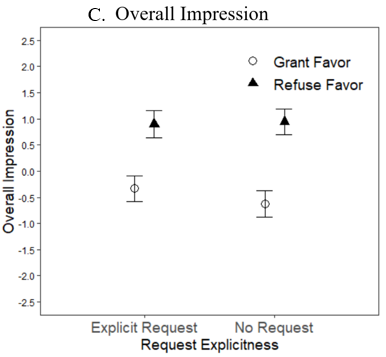 C. Overall Impression
2.5
2.0
1.5
1.0
0.5
0.0
-0.5
-1.0
-1.5
-2.0
-2.5
Overall Impression
Grant Favor
Refuse Favor
Explicit Request
No Request
Request Explicitness